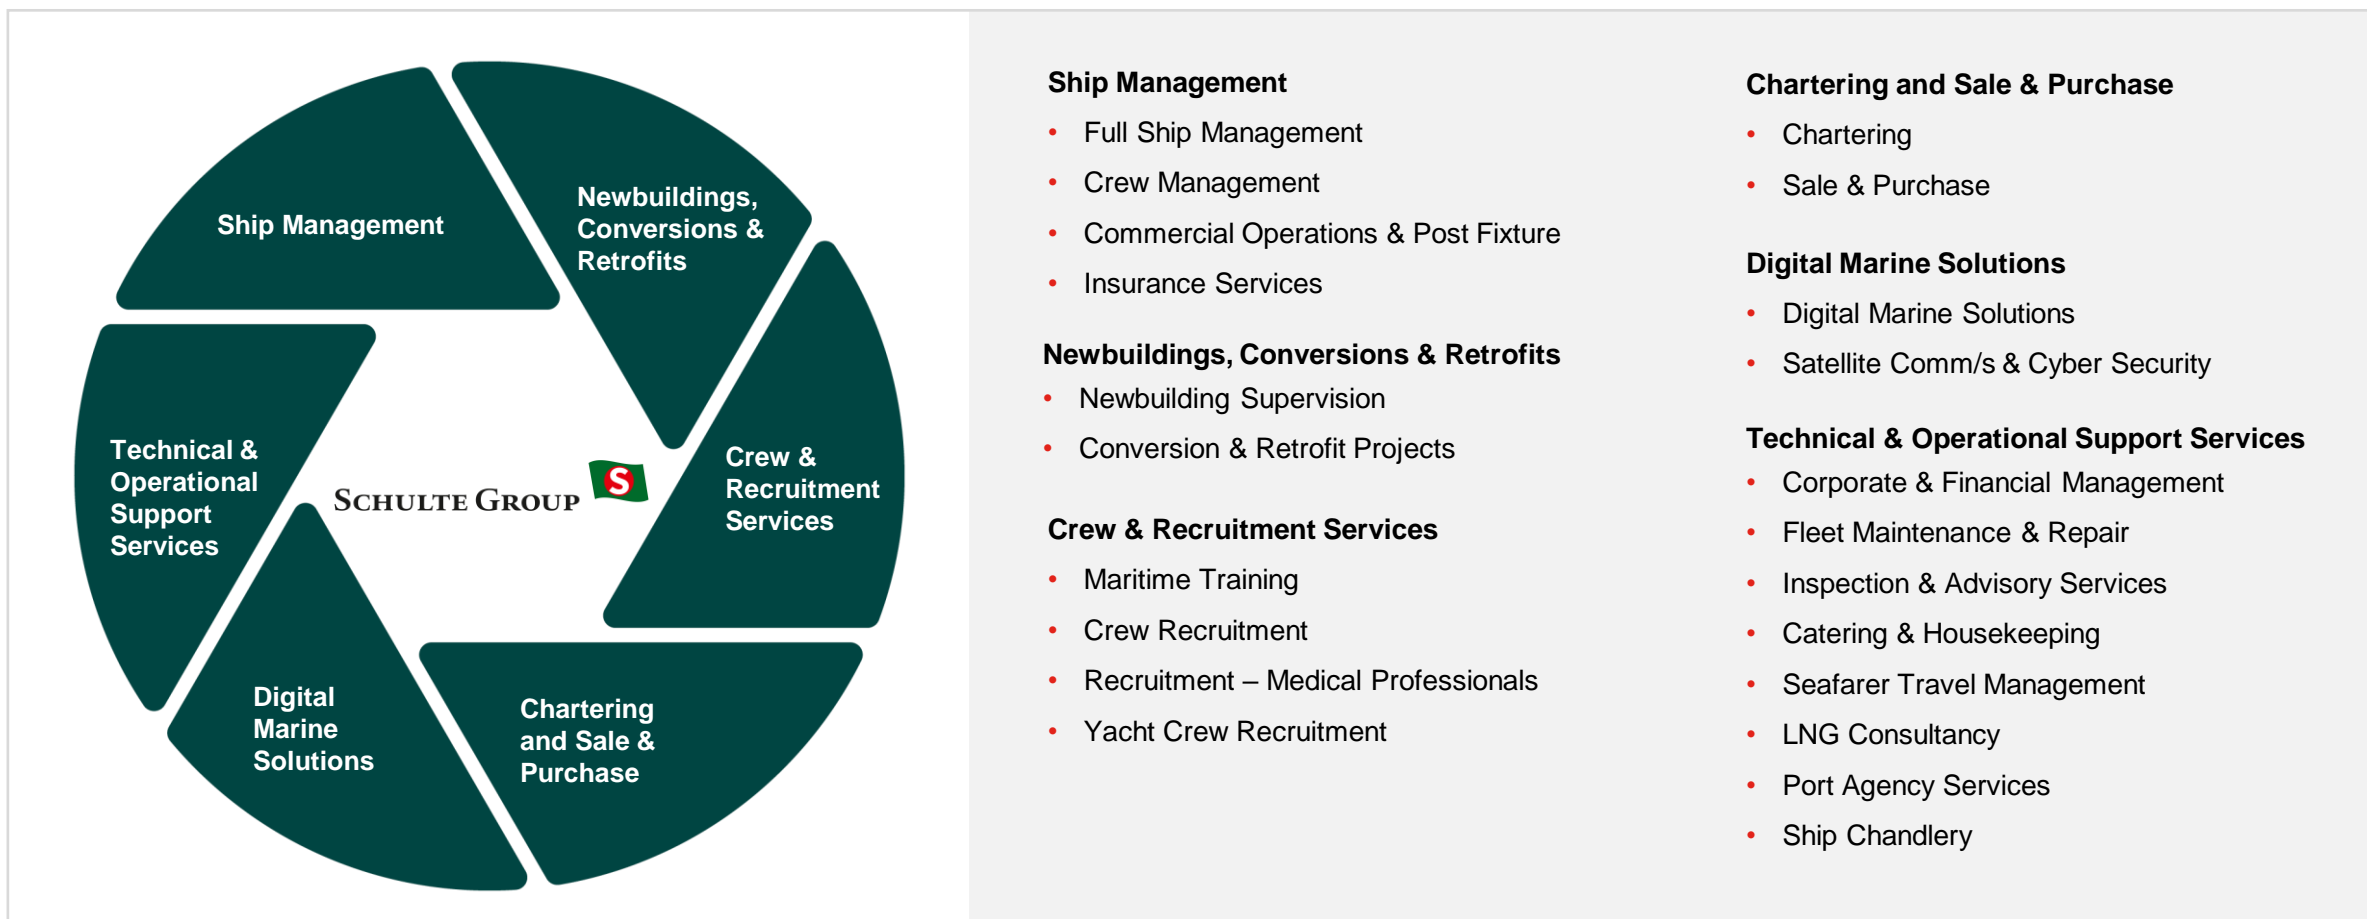 Ship Management
Newbuildings,
Conversions &
Retrofits
Technical &
Operational
Support
Services
SCHULTE GROUP
S
Crew &
Recruitment
Services
Digital
Marine
Solutions
Chartering
and Sale &
Purchase
Ship Management
• Full Ship Management
• Crew Management
• Commercial Operations & Post Fixture
• Insurance Services
Newbuildings, Conversions & Retrofits
• Newbuilding Supervision
• Conversion & Retrofit Projects
Crew & Recruitment Services
• Maritime Training
• Crew Recruitment
• Recruitment – Medical Professionals
• Yacht Crew Recruitment
Chartering and Sale & Purchase
• Chartering
• Sale & Purchase
Digital Marine Solutions
• Digital Marine Solutions
• Satellite Comm/s & Cyber Security
Technical & Operational Support Services
• Corporate & Financial Management
• Fleet Maintenance & Repair
• Inspection & Advisory Services
• Catering & Housekeeping
• Seafarer Travel Management
• LNG Consultancy
• Port Agency Services
• Ship Chandlery